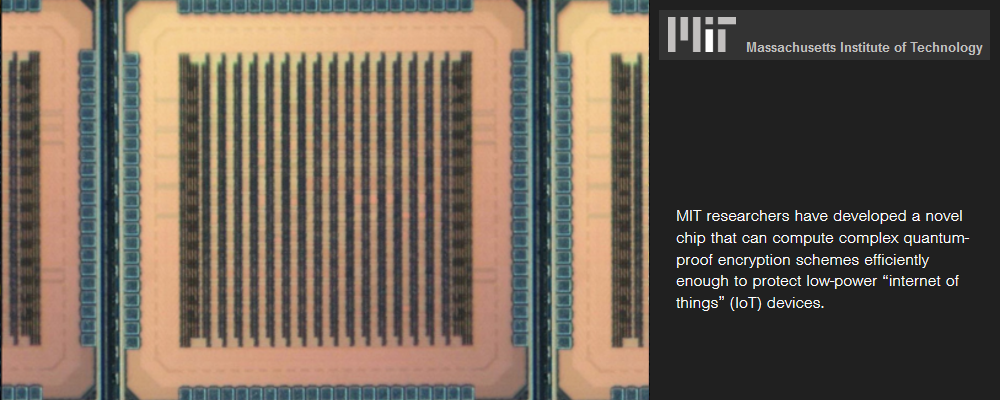 MIT
Massachusetts Institute of Technology
MIT researchers have developed a novel
chip that can compute complex quantum-
proof encryption schemes efficiently
enough to protect low-power “internet of
things” (IoT) devices.